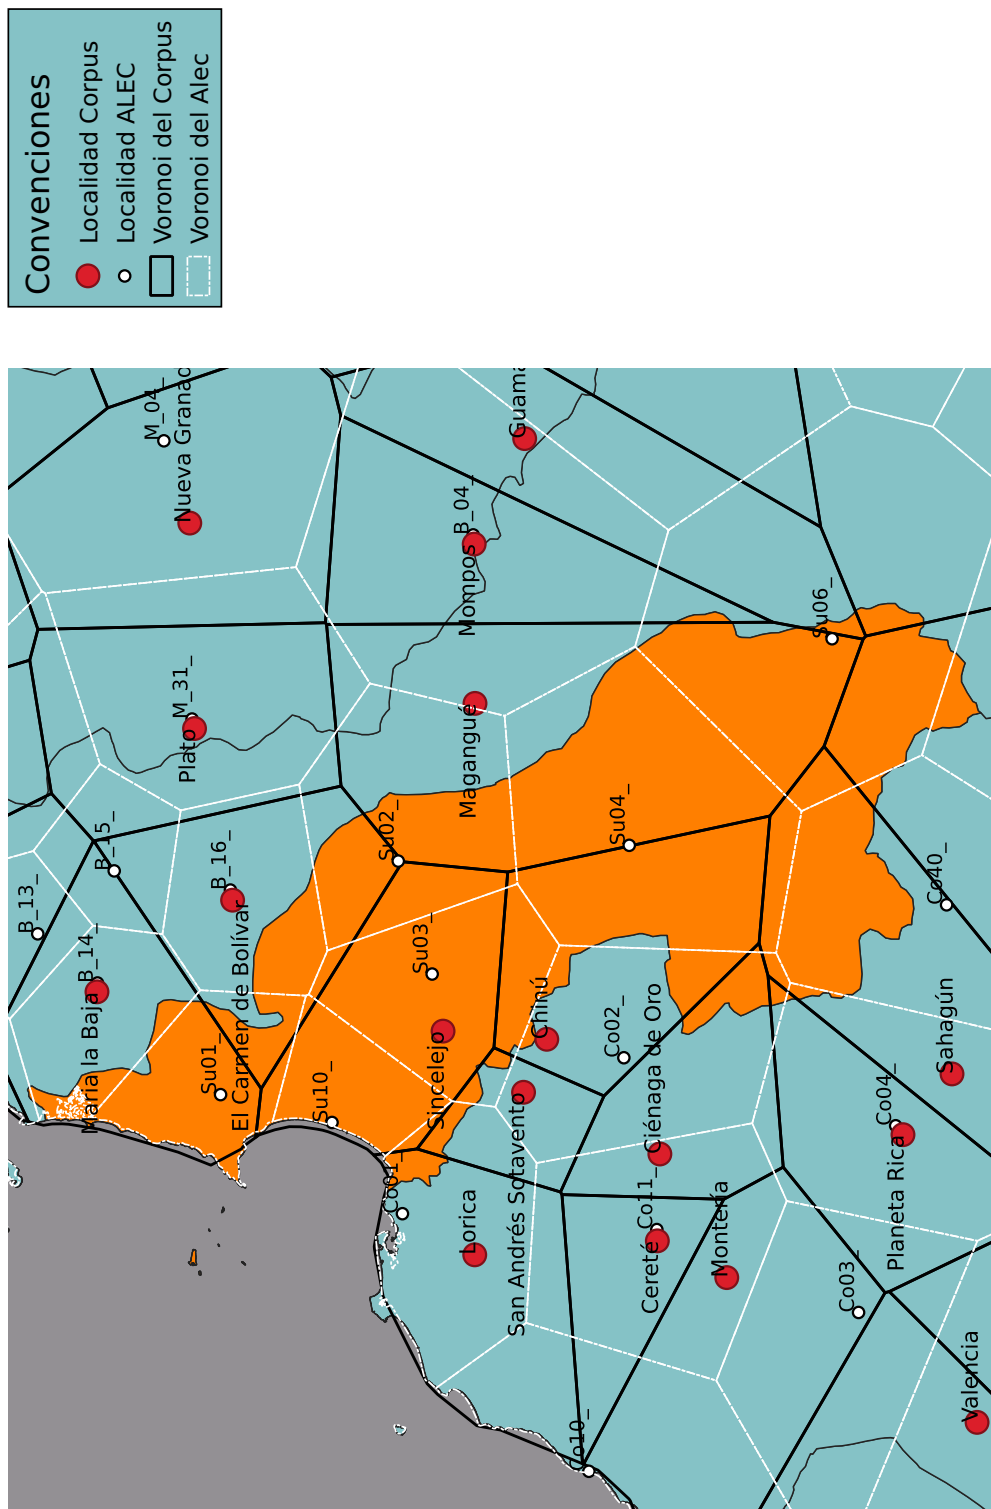 Convenciones
Localidad Corpus
Localidad ALEC
Voronoi del Corpus
Voronoi del Alec
B_13_
María la Baja
B_14_
B_15_
M_04_
Nueva Granad
Plato
M_31_
Su01_
B_16_
El Carmen de Bolívar
Su10_
Su02_
Co01_
Su03_
Sincelejo
Lorica
Magangué
Mompos
B_04_
Guama
San Andrés Sotavento
Chinú
Co10_
Co02_
Su04_
Cereté
Co11_
Ciénaga de Oro
Montería
Su06_
Co03_
Planeta Rica
Co04_
Sahagún
Co40_
Valencia